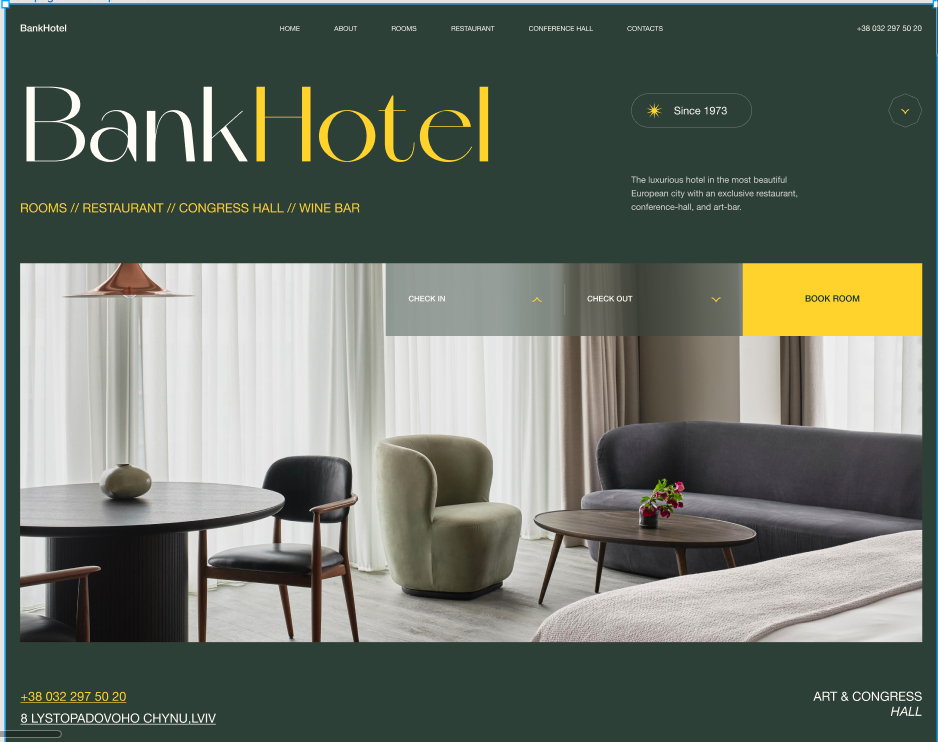 BankHotel
HOME ABOUT ROOMS RESTAURANT CONFERENCE HALL CONTACTS
+38 032 297 50 20
BankHotel
Since 1973
The luxurious hotel in the most beautiful
European city with an exclusive restaurant,
conference-hall, and art-bar.
ROOMS // RESTAURANT // CONGRESS HALL // WINE BAR
CHECK IN
CHECK OUT
BOOK ROOM
+38 032 297 50 20
8 LYSTOPADOVOHO CHYNU,LVIV
ART & CONGRESS
HALL